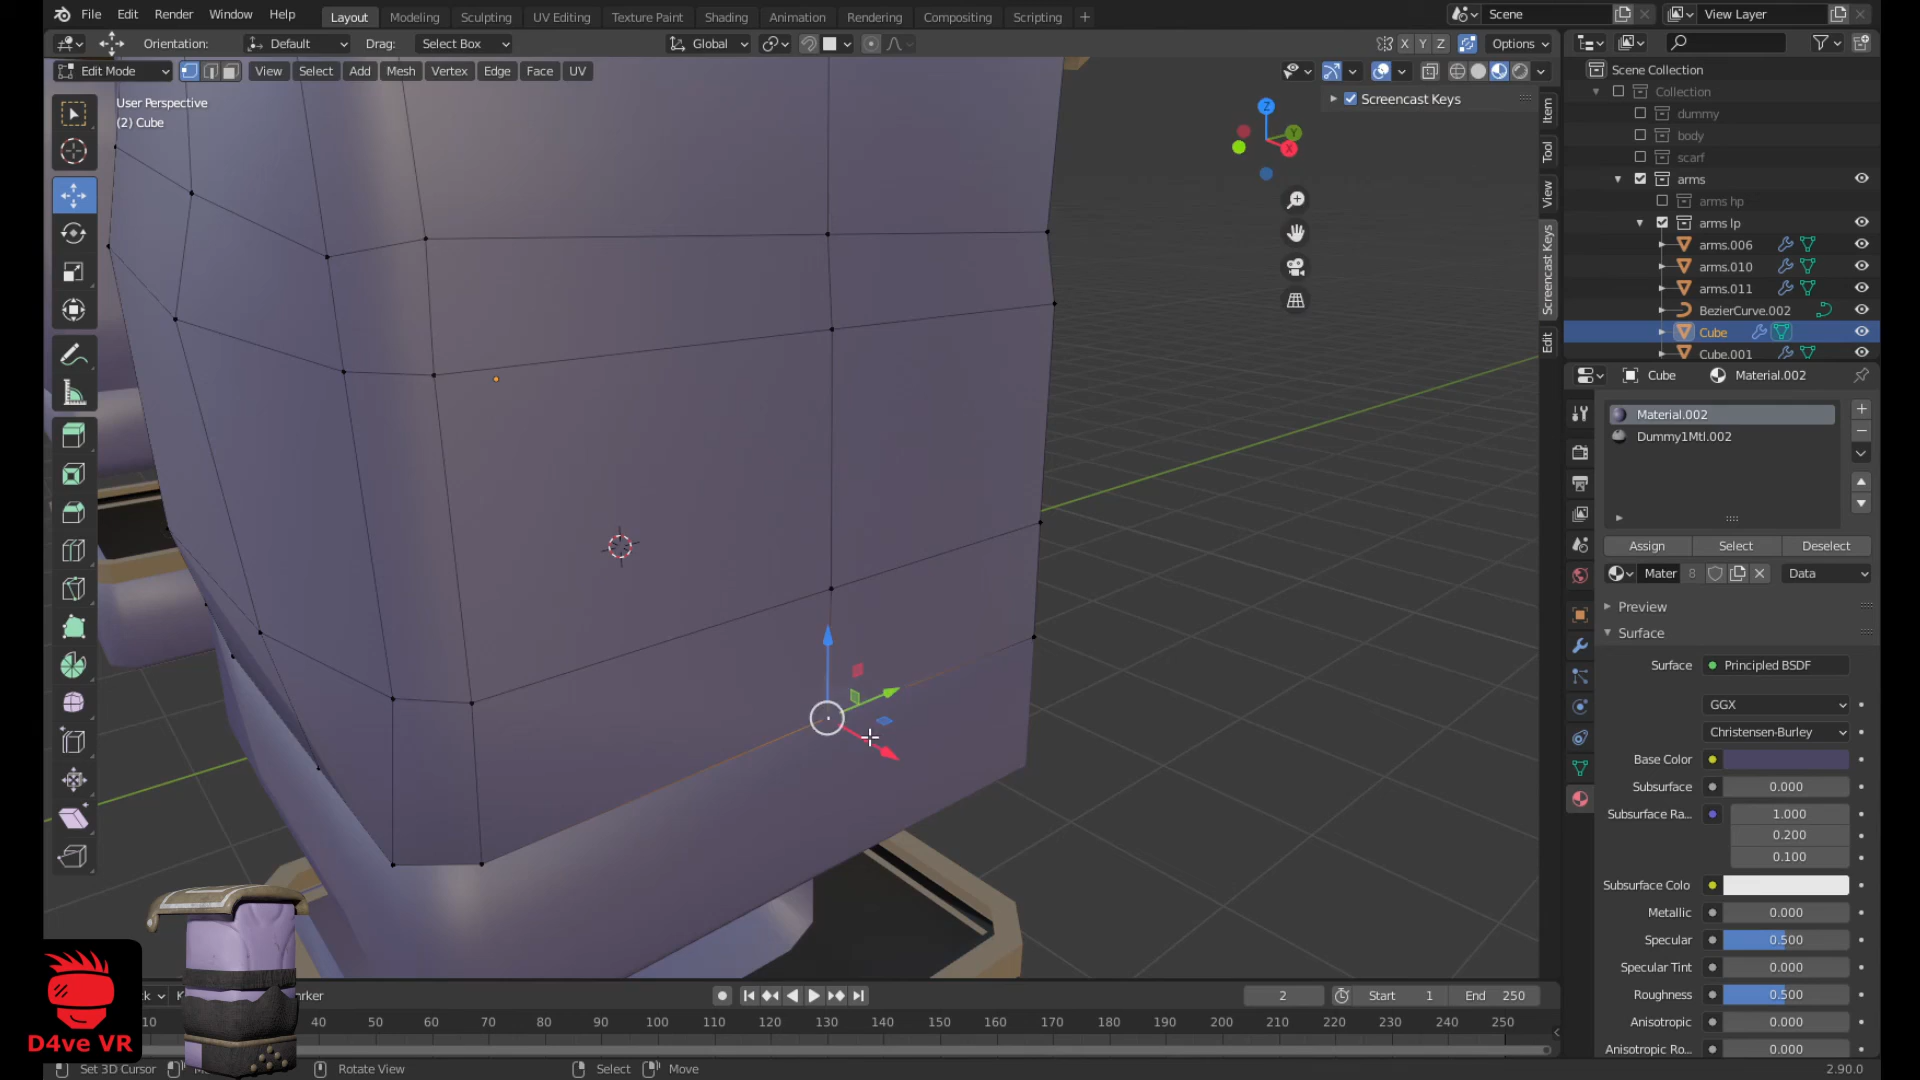 File Edit Render Window Help Layout Modeling Sculpting UV Editing Texture Paint Shading Animation Rendering Compositing Scripting + Scene View Layer
Orientation: Default Drag: Select Box Global X Y Z Options
Edit Mode View Select Add Mesh Vertex Edge Face UV
User Perspective
(2) Cube
Screencast Keys
Z
Y
X
Item
Tool
View
Screencast Keys
Edit
Scene Collection
Collection
dummy
body
scarf
arms
arms hp
arms lp
arms.006
arms.010
arms.011
BezierCurve.002
Cube
Cube.001
Cube Material.002
Material.002
Dummy1Mtl.002
Assign Select Deselect
Mater 8 Data
Preview
Surface
Surface Principled BSDF
GGX
Christensen-Burley
Base Color
Subsurface 0.000
Subsurface Ra... 1.000
0.200
0.100
Subsurface Colo
Metallic 0.000
Specular 0.500
Specular Tint 0.000
Roughness 0.500
Anisotropic 0.000
Anisotropic Ro... 0.000
D4ve VR
2 Start 1 End 250
10 40 50 60 70 80 90 100 110 120 130 140 150 160 170 180 190 200 210 220 230 240 250
Set 3D Cursor Rotate View Select Move 2.90.0